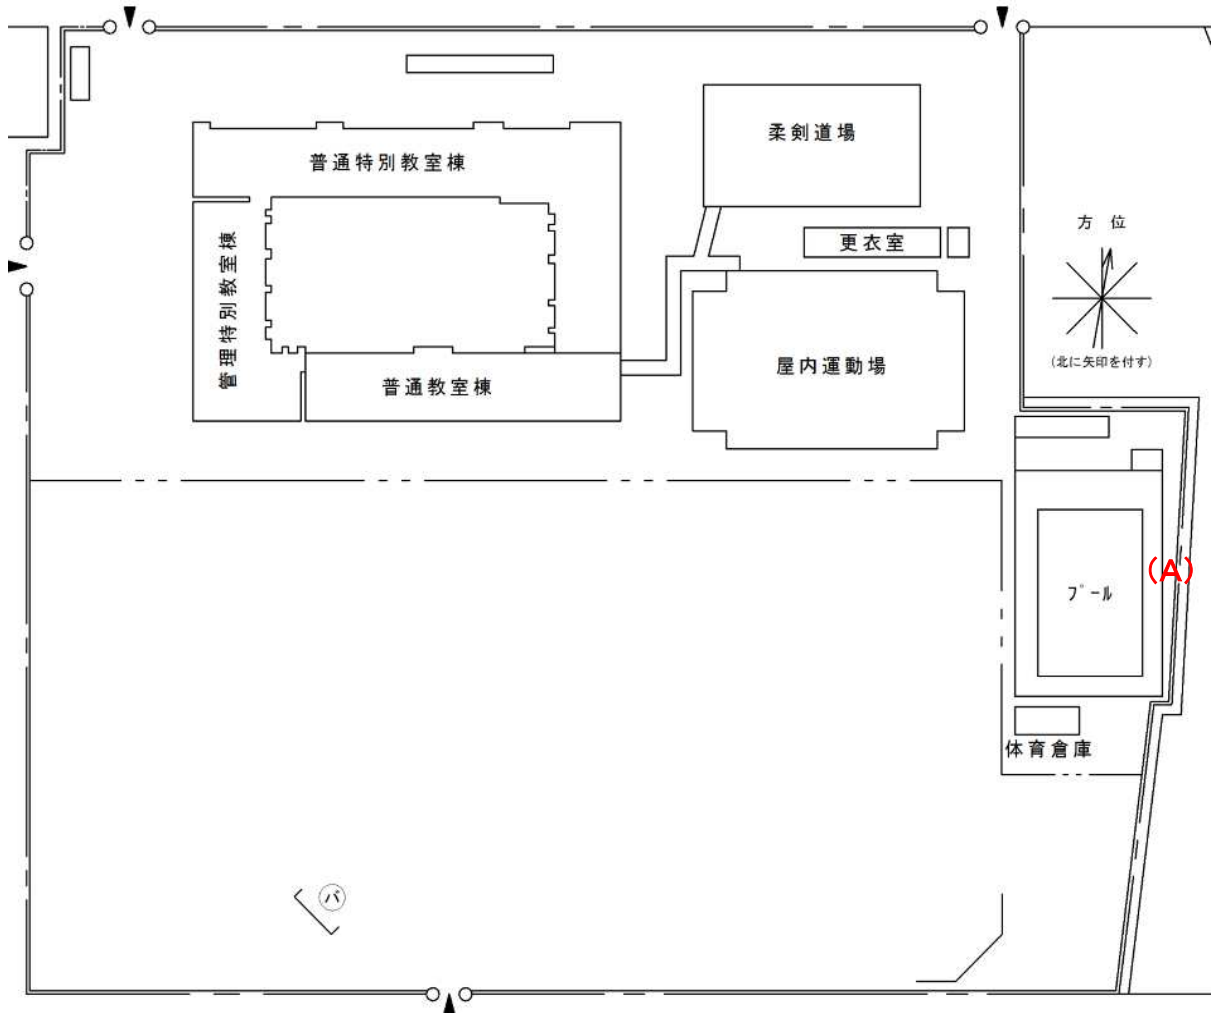 柔剣道場
普通特別教室棟
方位
更衣室
管理特別教室棟
(北に矢印を付す)
屋内運動場
普通教室棟
(A)
プール
体育倉庫
バ